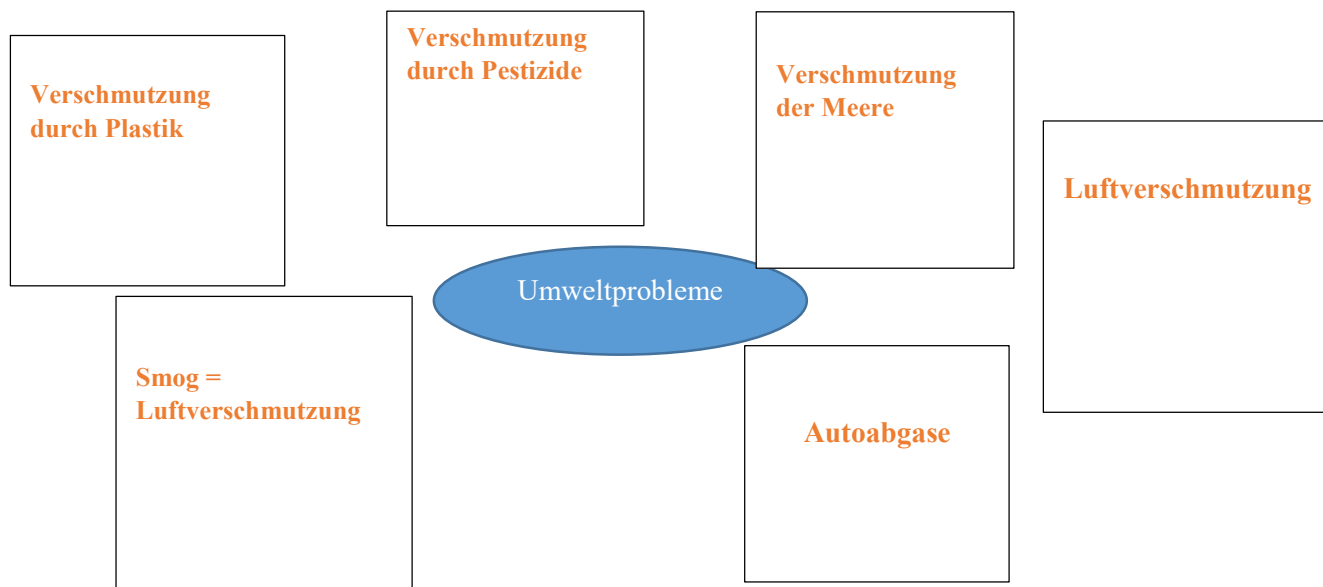 Verschmutzung
durch Plastik
Verschmutzung
durch Pestizide
Verschmutzung
der Meere
Luftverschmutzung
Umweltprobleme
Smog =
Luftverschmutzung
Autoabgase